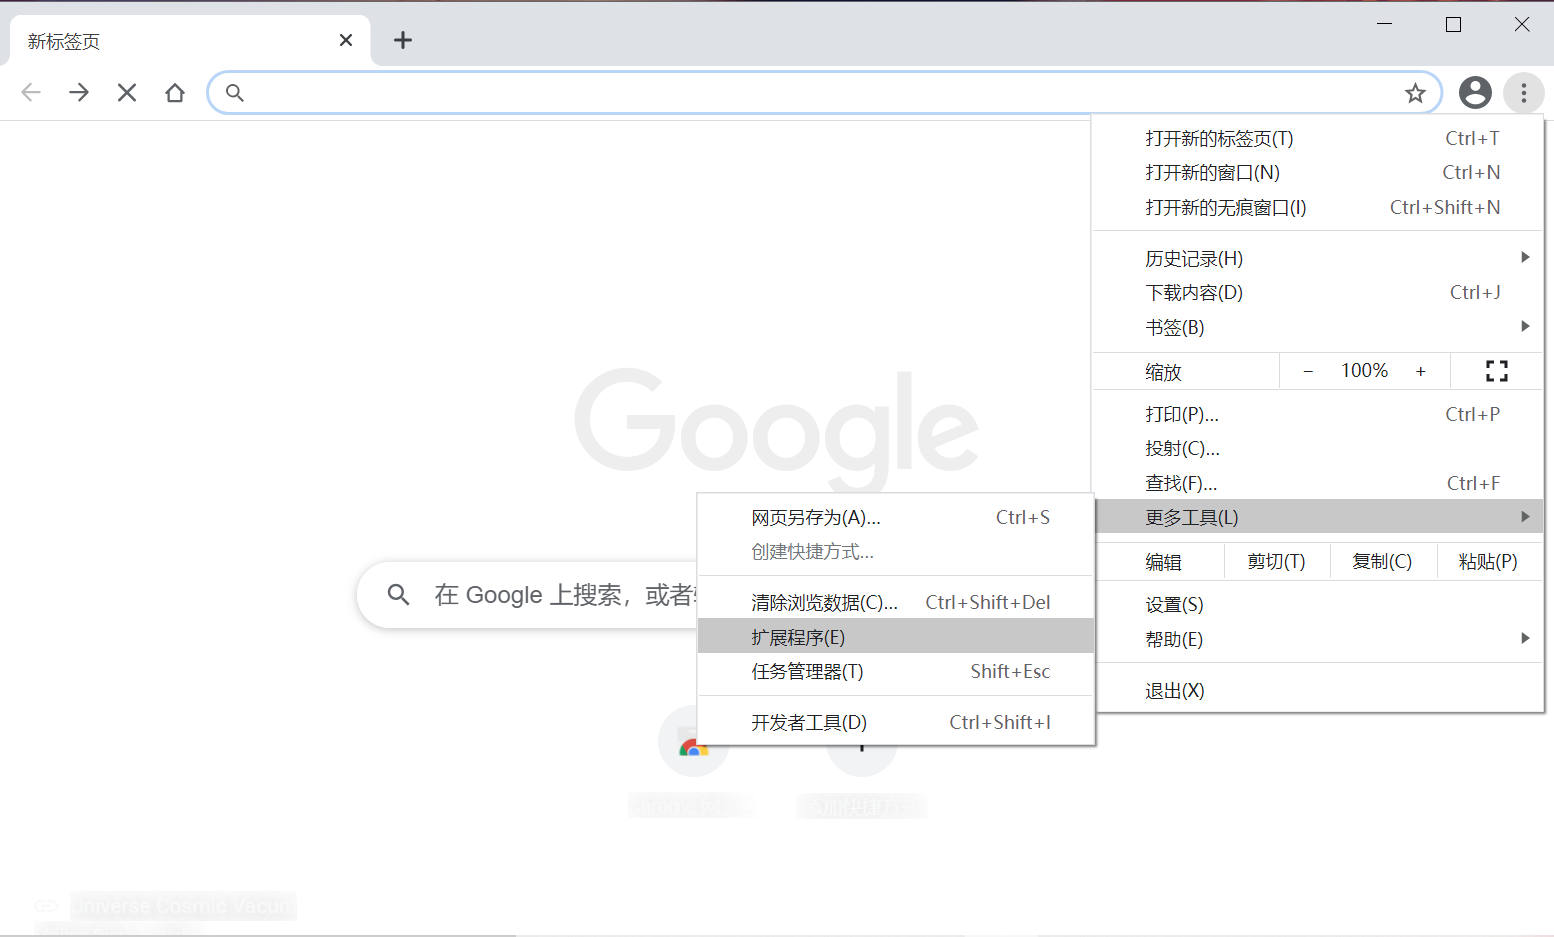 新标签页
打开新的标签页(T) Ctrl+T
打开新的窗口(N) Ctrl+N
打开新的无痕窗口(I) Ctrl+Shift+N
历史记录(H)
下载内容(D) Ctrl+J
书签(B)
缩放 − 100% +
打印(P)... Ctrl+P
投射(C)...
查找(F)... Ctrl+F
更多工具(L)
编辑 剪切(T) 复制(C) 粘贴(P)
设置(S)
帮助(E)
退出(X)
Google
网页另存为(A)... Ctrl+S
创建快捷方式...
清除浏览数据(C)... Ctrl+Shift+Del
扩展程序(E)
任务管理器(T) Shift+Esc
开发者工具(D) Ctrl+Shift+I
在 Google 上搜索，或者
Universe Cosmic Vacuum